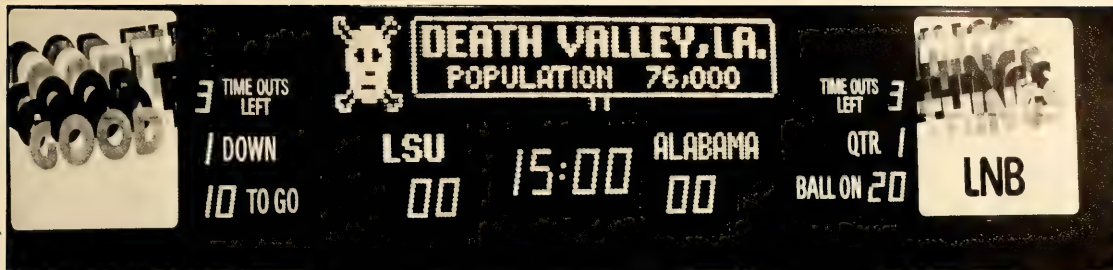 GOOD
3 TIME OUTS LEFT
1 DOWN
10 TO GO
DEATH VALLEY, LA.
POPULATION 76,000
LSU
00
15:00
ALABAMA
00
TIME OUTS LEFT 3
QTR 1
BALL ON 20
THINGS
LNB